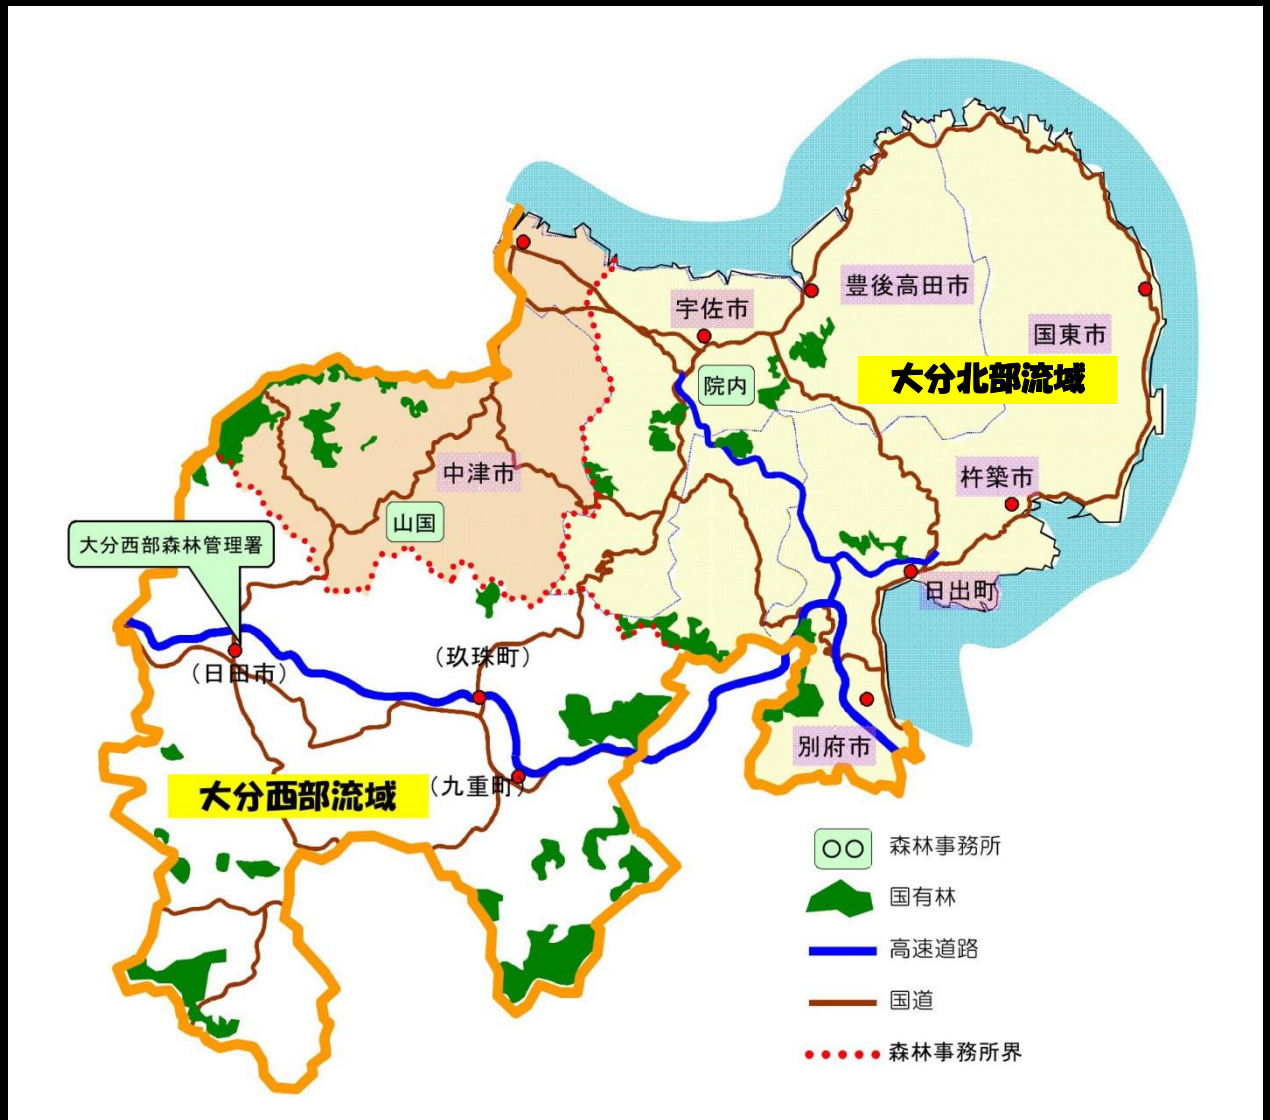 豊後高田市
宇佐市
国東市
大分北部流域
院内
中津市
杵築市
山国
大分西部森林管理署
日出町
(玖珠町)
(日田市)
別府市
大分西部流域
(九重町)
○○
森林事務所
国有林
高速道路
国道
森林事務所界